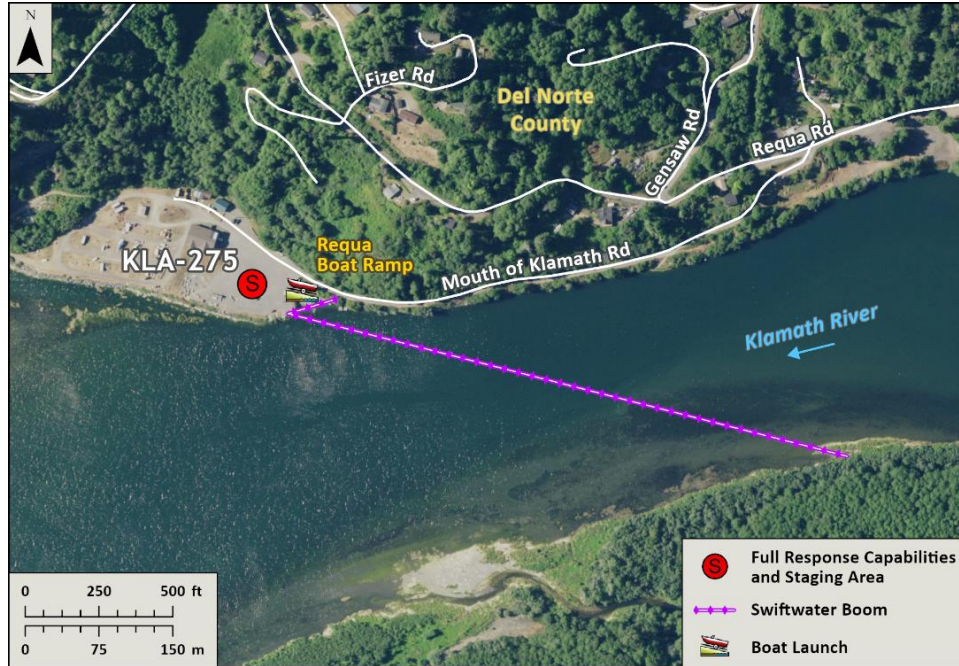 N
Fizer Rd
Del Norte
County
Gensaw Rd
Requa Rd
Requa
Boat Ramp
KLA-275
S
Mouth of Klamath Rd
Klamath River
0 250 500 ft
0 75 150 m
S Full Response Capabilities
and Staging Area
Swiftwater Boom
Boat Launch